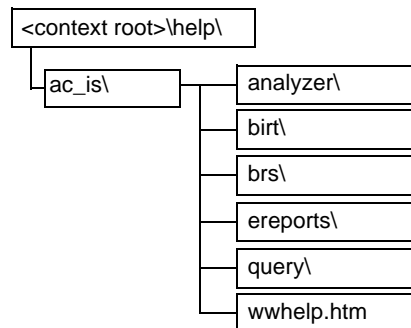 <context root>\help\
ac_is\
analyzer\
birt\
brs\
ereports\
query\
wwhelp.htm